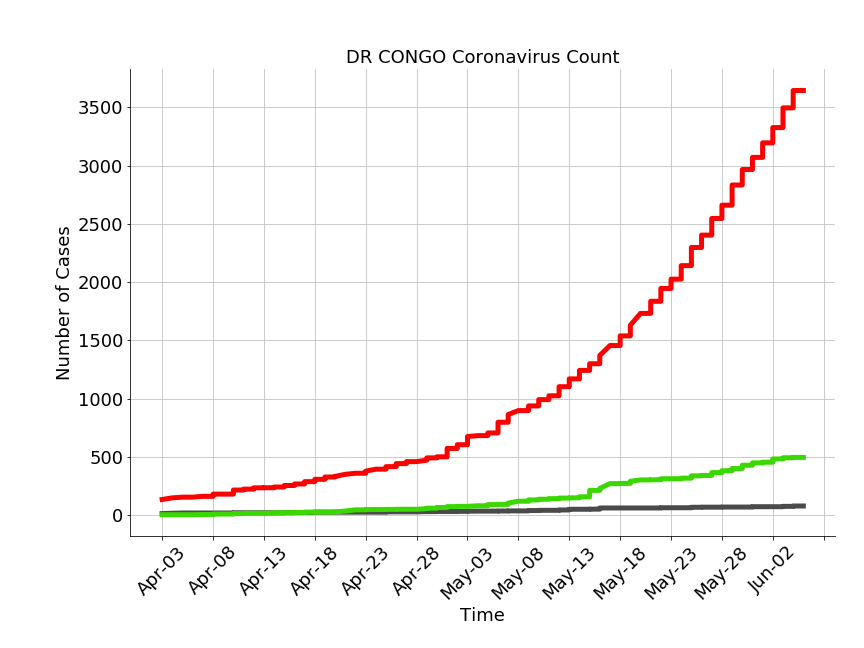 DR CONGO Coronavirus Count
Number of Cases
3500
3000
2500
2000
1500
1000
500
0
Apr-03
Apr-08
Apr-13
Apr-18
Apr-23
Apr-28
May-03
May-08
May-13
May-18
May-23
May-28
Jun-02
Time